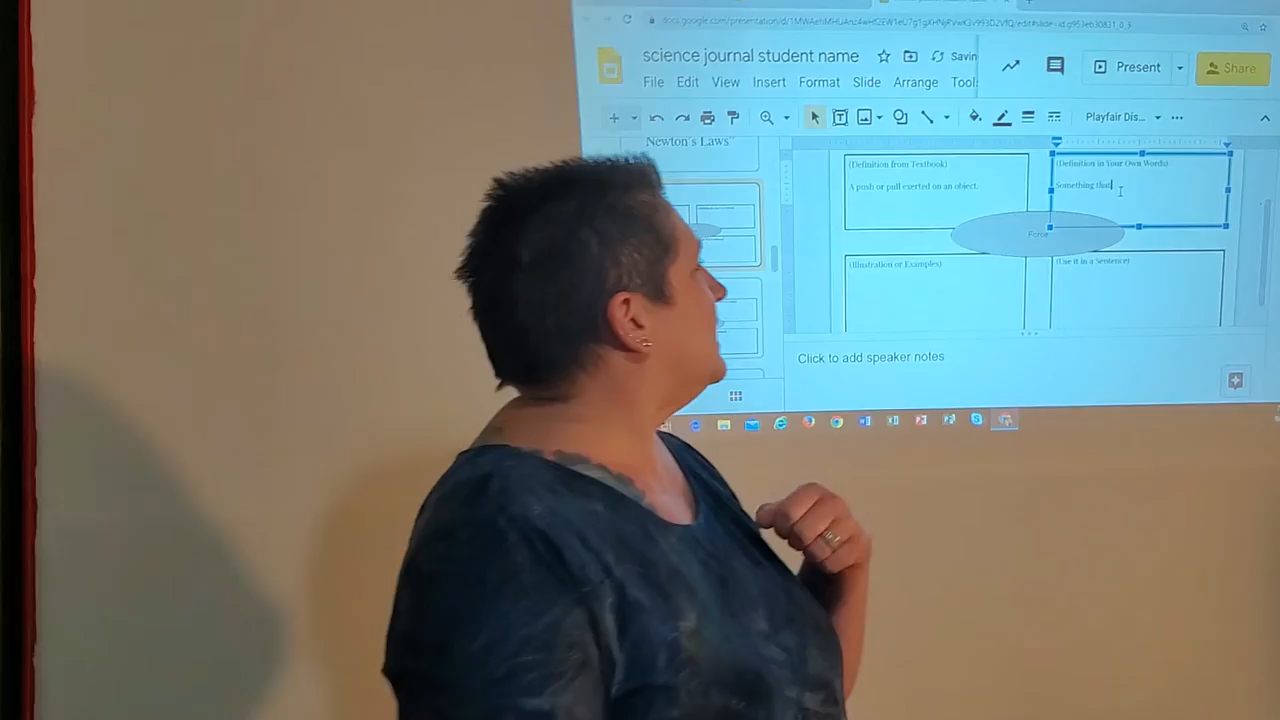 science journal student name
Savin
File Edit View Insert Format Slide Arrange Tool
Present
Share
Playfair Dis...
Newton's Laws"
(Definition from Textbook)
A push or pull exerted on an object.
(Definition in Your Own Words)
Something that
Force
(Illustration or Examples)
(Use it in a Sentence)
Click to add speaker notes